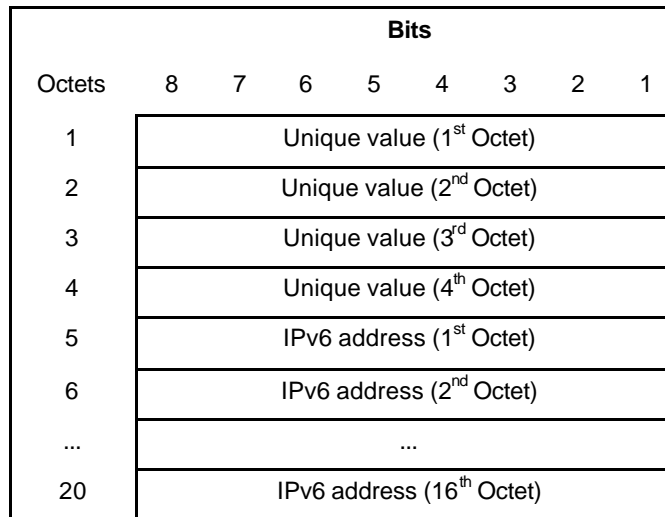 Bits
Octets 8 7 6 5 4 3 2 1
1 Unique value (1st Octet)
2 Unique value (2nd Octet)
3 Unique value (3rd Octet)
4 Unique value (4th Octet)
5 IPv6 address (1st Octet)
6 IPv6 address (2nd Octet)
... ...
20 IPv6 address (16th Octet)